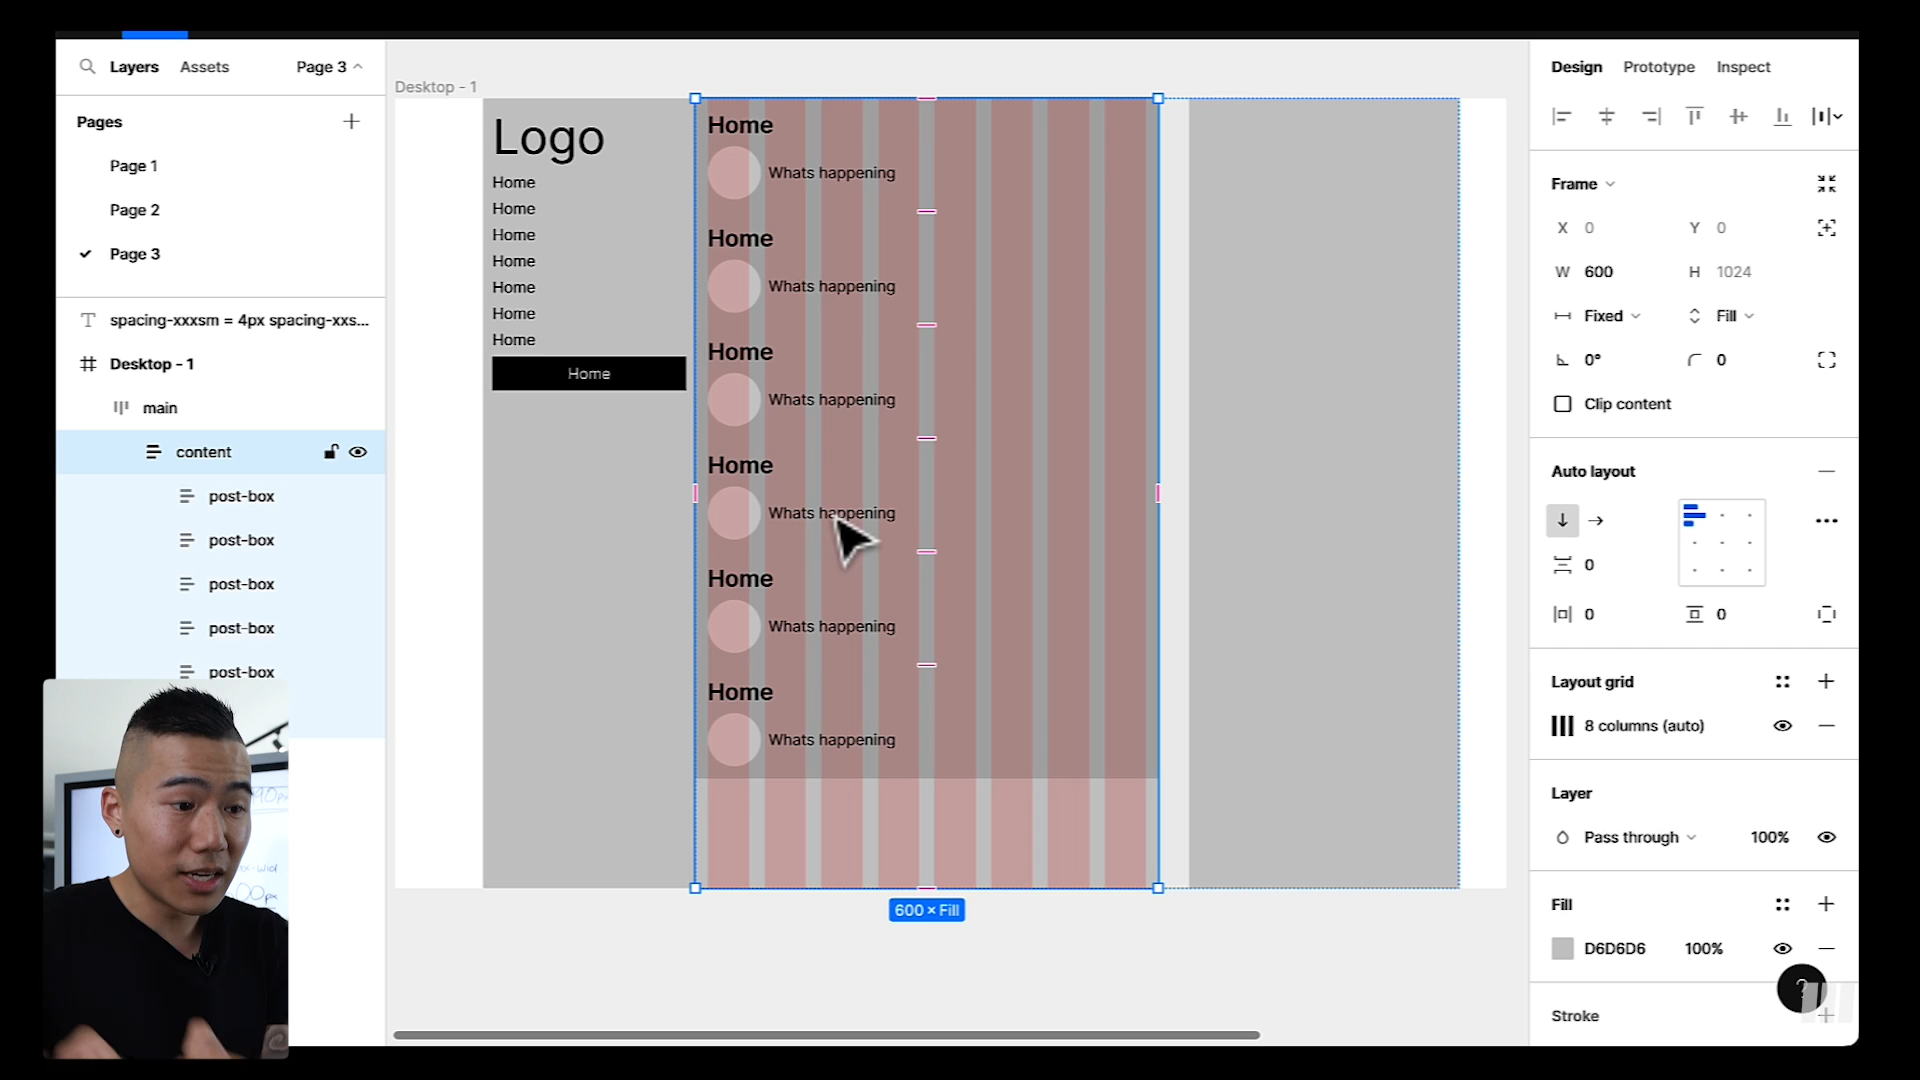 Layers Assets Page 3
Pages
Page 1
Page 2
Page 3
spacing-xxxsm = 4px spacing-xxs...
Desktop - 1
main
content
post-box
post-box
post-box
post-box
post-box
Desktop - 1
Logo
Home
Home
Home
Home
Home
Home
Home
Home
Home
Whats happening
Home
Whats happening
Home
Whats happening
Home
Whats happening
Home
Whats happening
Home
Whats happening
600 × Fill
Design Prototype Inspect
Frame
X 0 Y 0
W 600 H 1024
Fixed Fill
0° 0
Clip content
Auto layout
0
0 0
Layout grid
8 columns (auto)
Layer
Pass through 100%
Fill
D6D6D6 100%
?
Stroke